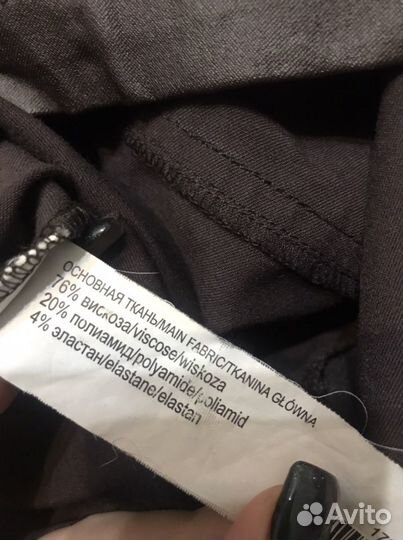 ОСНОВНАЯ ТКАНЬ/MAIN FABRIC/TKANINA GŁÓWNA
76% вискоза/viscose/wiskoza
20% полиамид/polyamide/poliamid
4% эластан/elastane/elastan
17
Avito